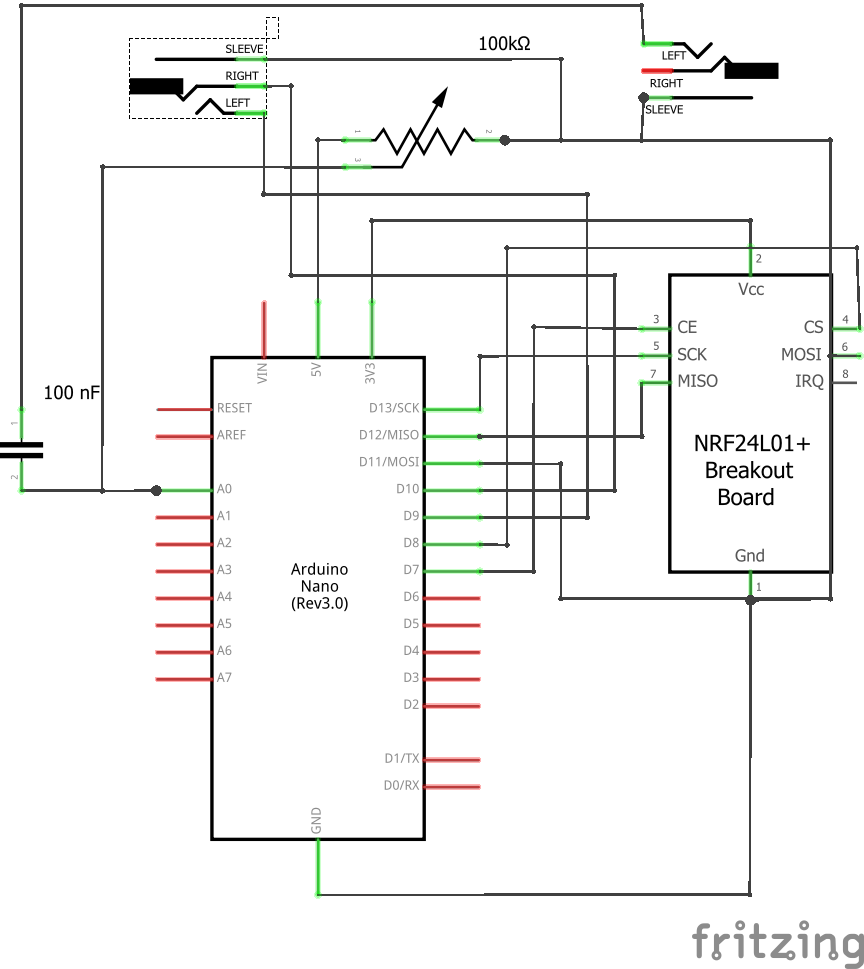 SLEEVE
RIGHT
LEFT
100kΩ
LEFT
RIGHT
SLEEVE
1
2
3
2
Vcc
3 CE CS 4
5 SCK MOSI 6
7 MISO IRQ 8
NRF24L01+
Breakout
Board
Gnd
1
100 nF
1
2
VIN
5V
3V3
RESET D13/SCK
AREF D12/MISO
D11/MOSI
A0 D10
A1 D9
A2 D8
A3 D7
A4 D6
A5 D5
A6 D4
A7 D3
D2
D1/TX
D0/RX
Arduino
Nano
(Rev3.0)
GND
fritzing